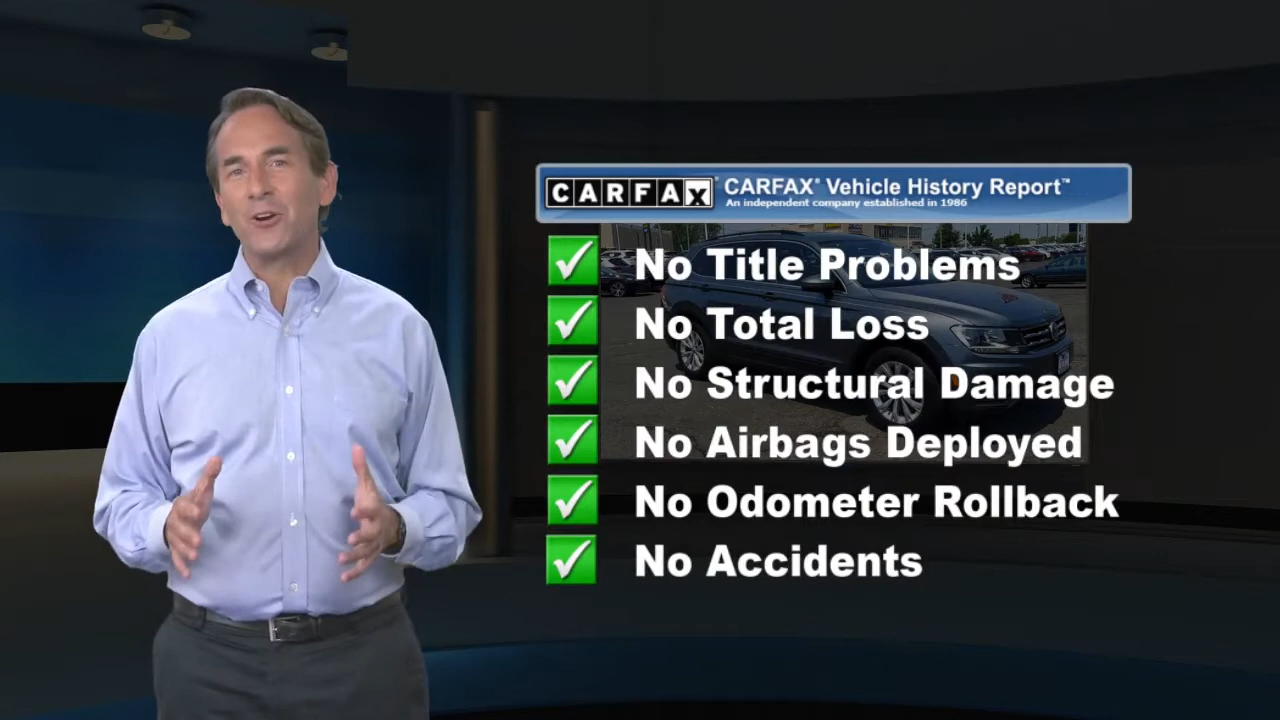 CARFAX® CARFAX® Vehicle History Report™
An independent company established in 1986
No Title Problems
No Total Loss
No Structural Damage
No Airbags Deployed
No Odometer Rollback
No Accidents